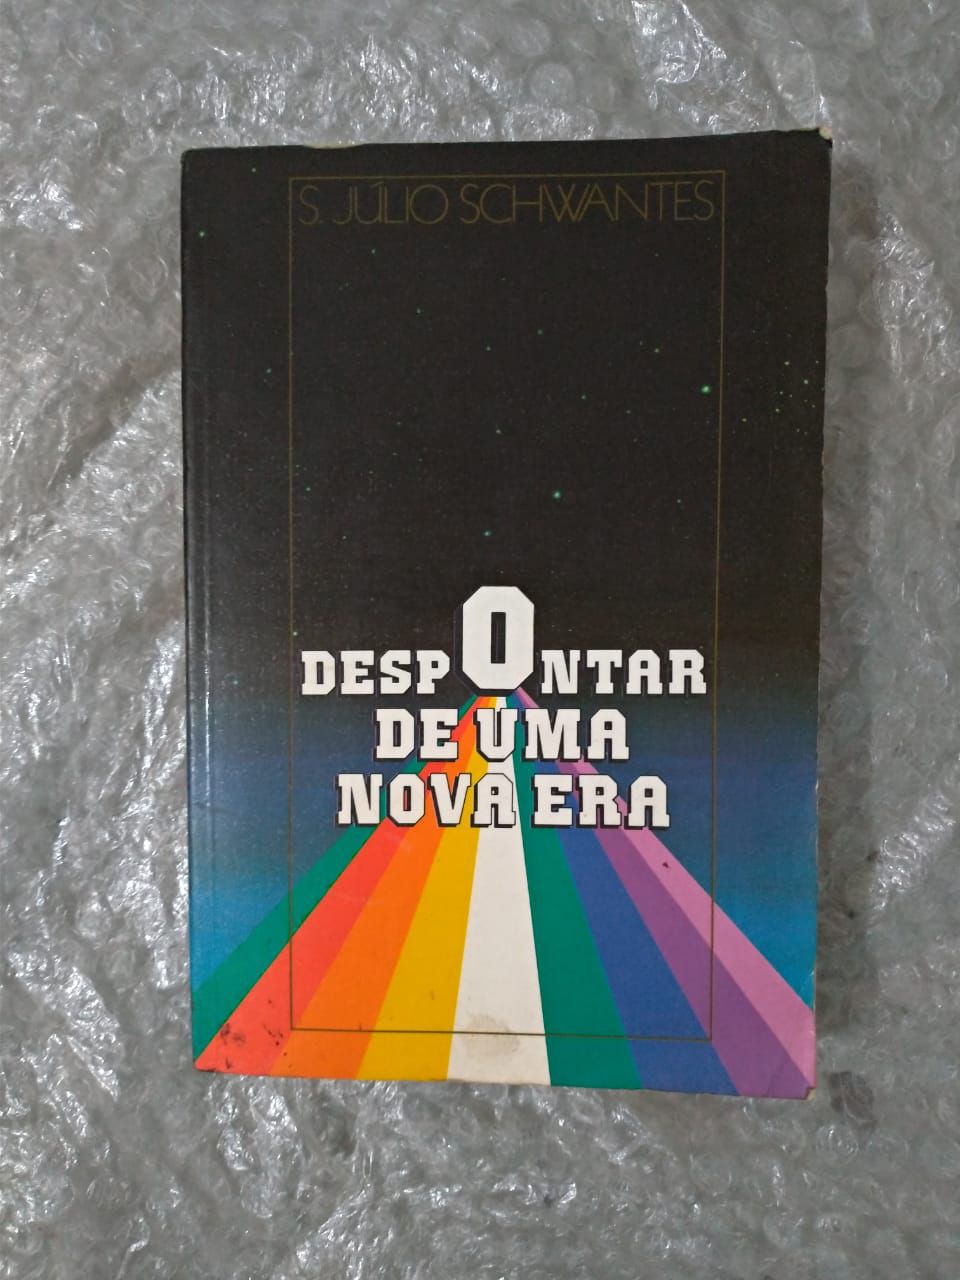 S. JÚLIO SCHWANTES
O
DESPONTAR
DE UMA
NOVA ERA